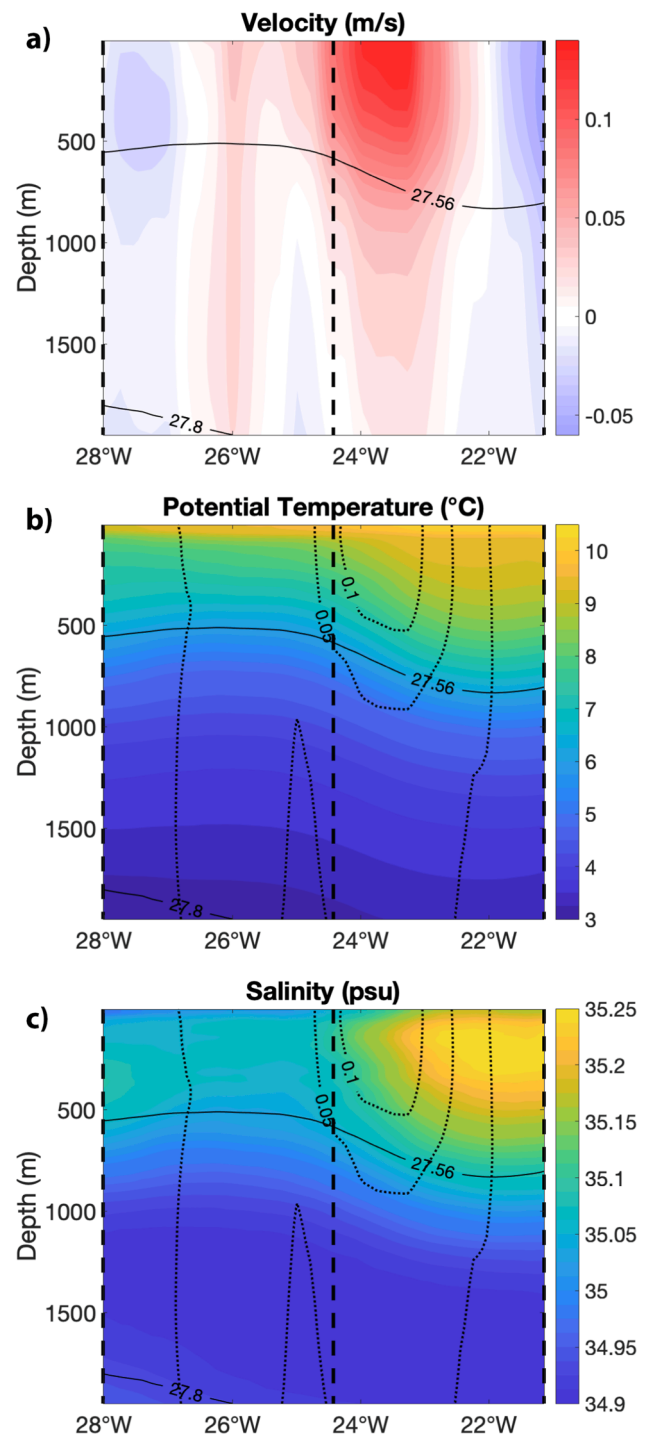 a)
Velocity (m/s)
Depth (m)
500
1000
1500
27.56
27.8
28°W
26°W
24°W
22°W
0.1
0.05
0
-0.05
b)
Potential Temperature (°C)
Depth (m)
500
1000
1500
0.1
0.05
27.56
27.8
28°W
26°W
24°W
22°W
10
9
8
7
6
5
4
3
c)
Salinity (psu)
Depth (m)
500
1000
1500
0.1
0.05
27.56
27.8
28°W
26°W
24°W
22°W
35.25
35.2
35.15
35.1
35.05
35
34.95
34.9